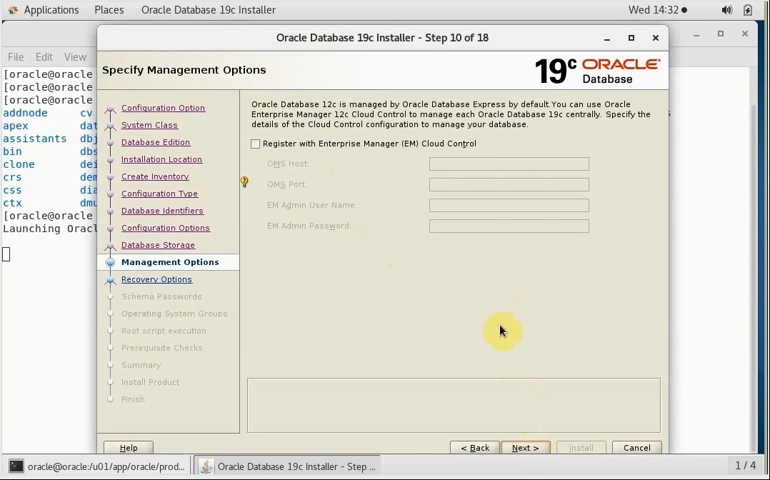 Applications Places Oracle Database 19c Installer Wed 14:32
Oracle Database 19c Installer - Step 10 of 18
File Edit View
Specify Management Options
19c ORACLE Database
[oracle@oracle
[oracle@oracle
[oracle@oracle
addnode cv
apex dat
assistants dbj
bin dbs
clone dei
crs dem
css dia
ctx dmu
[oracle@oracle
Launching Oracl
Configuration Option
System Class
Database Edition
Installation Location
Create Inventory
Configuration Type
Database Identifiers
Configuration Options
Database Storage
Management Options
Recovery Options
Schema Passwords
Operating System Groups
Root script execution
Prerequisite Checks
Summary
Install Product
Finish
Oracle Database 12c is managed by Oracle Database Express by default.You can use Oracle
Enterprise Manager 12c Cloud Control to manage each Oracle Database 19c centrally. Specify the
details of the Cloud Control configuration to manage your database.
Register with Enterprise Manager (EM) Cloud Control
OMS Host:
OMS Port:
EM Admin User Name:
EM Admin Password:
Help < Back Next > Install Cancel
oracle@oracle:/u01/app/oracle/prod... Oracle Database 19c Installer - Step ... 1 / 4